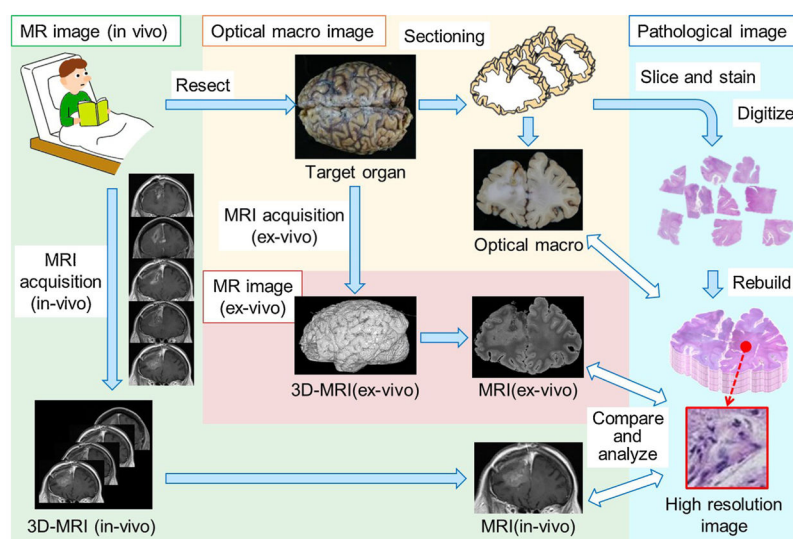 MR image (in vivo)
Optical macro image
Sectioning
Pathological image
Resect
Slice and stain
Digitize
Target organ
MRI acquisition
(ex-vivo)
Optical macro
MRI
acquisition
(in-vivo)
MR image
(ex-vivo)
Rebuild
3D-MRI(ex-vivo)
MRI(ex-vivo)
Compare
and
analyze
3D-MRI (in-vivo)
MRI(in-vivo)
High resolution
image